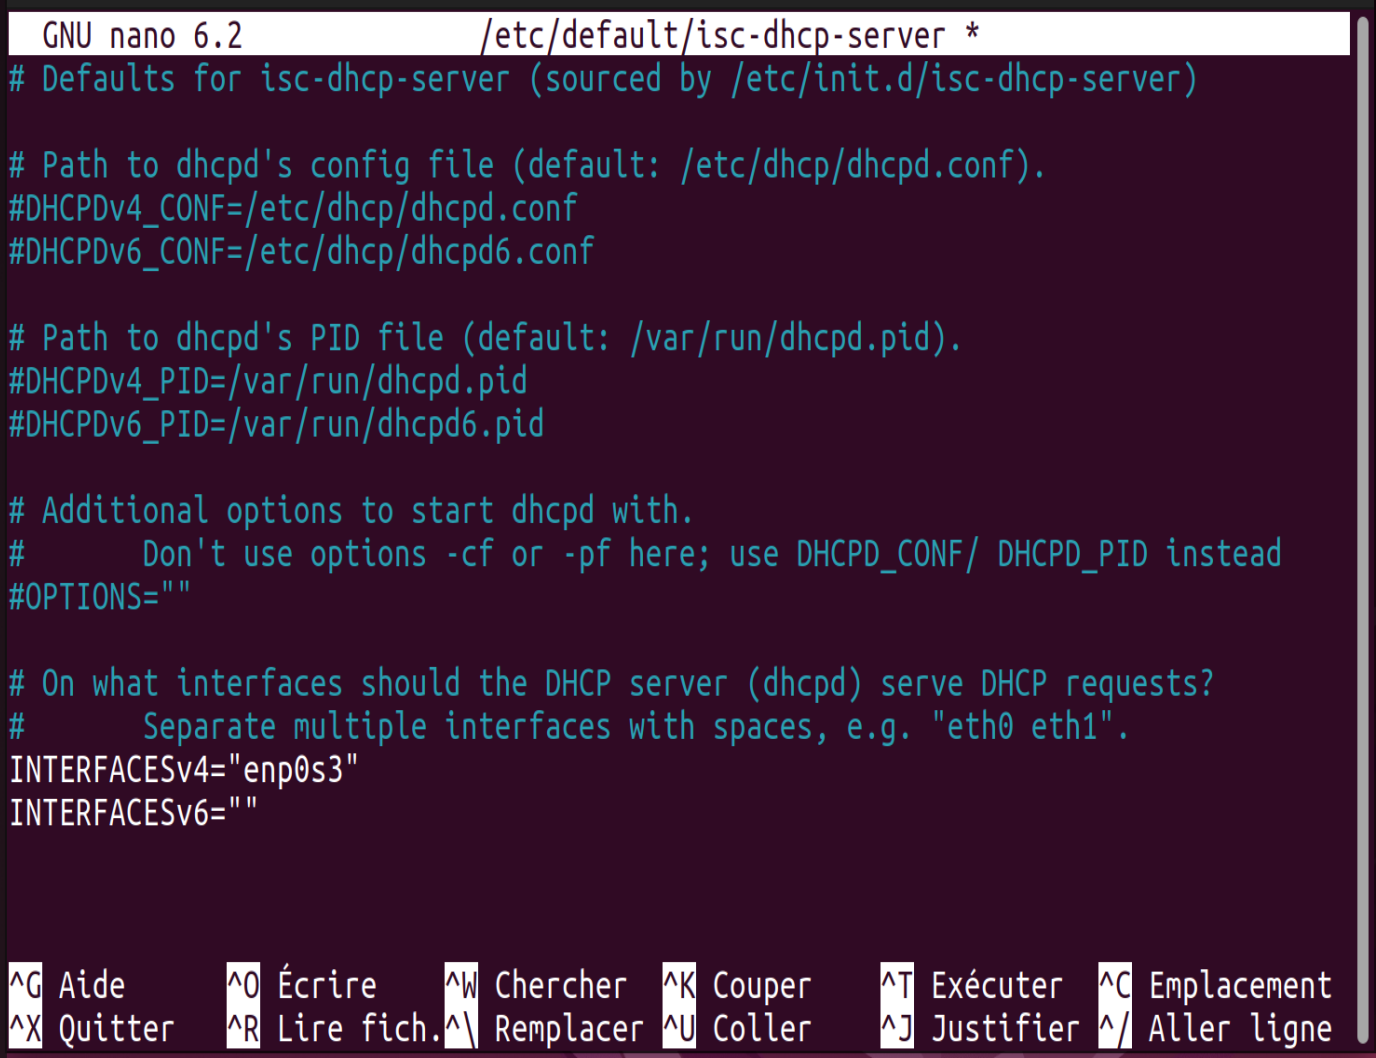 GNU nano 6.2 /etc/default/isc-dhcp-server *
# Defaults for isc-dhcp-server (sourced by /etc/init.d/isc-dhcp-server)
# Path to dhcpd's config file (default: /etc/dhcp/dhcpd.conf).
#DHCPDv4_CONF=/etc/dhcp/dhcpd.conf
#DHCPDv6_CONF=/etc/dhcp/dhcpd6.conf
# Path to dhcpd's PID file (default: /var/run/dhcpd.pid).
#DHCPDv4_PID=/var/run/dhcpd.pid
#DHCPDv6_PID=/var/run/dhcpd6.pid
# Additional options to start dhcpd with.
#       Don't use options -cf or -pf here; use DHCPD_CONF/ DHCPD_PID instead
#OPTIONS=""
# On what interfaces should the DHCP server (dhcpd) serve DHCP requests?
#       Separate multiple interfaces with spaces, e.g. "eth0 eth1".
INTERFACESv4="enp0s3"
INTERFACESv6=""
^G Aide ^O Écrire ^W Chercher ^K Couper ^T Exécuter ^C Emplacement
^X Quitter ^R Lire fich. ^\ Remplacer ^U Coller ^J Justifier ^/ Aller ligne